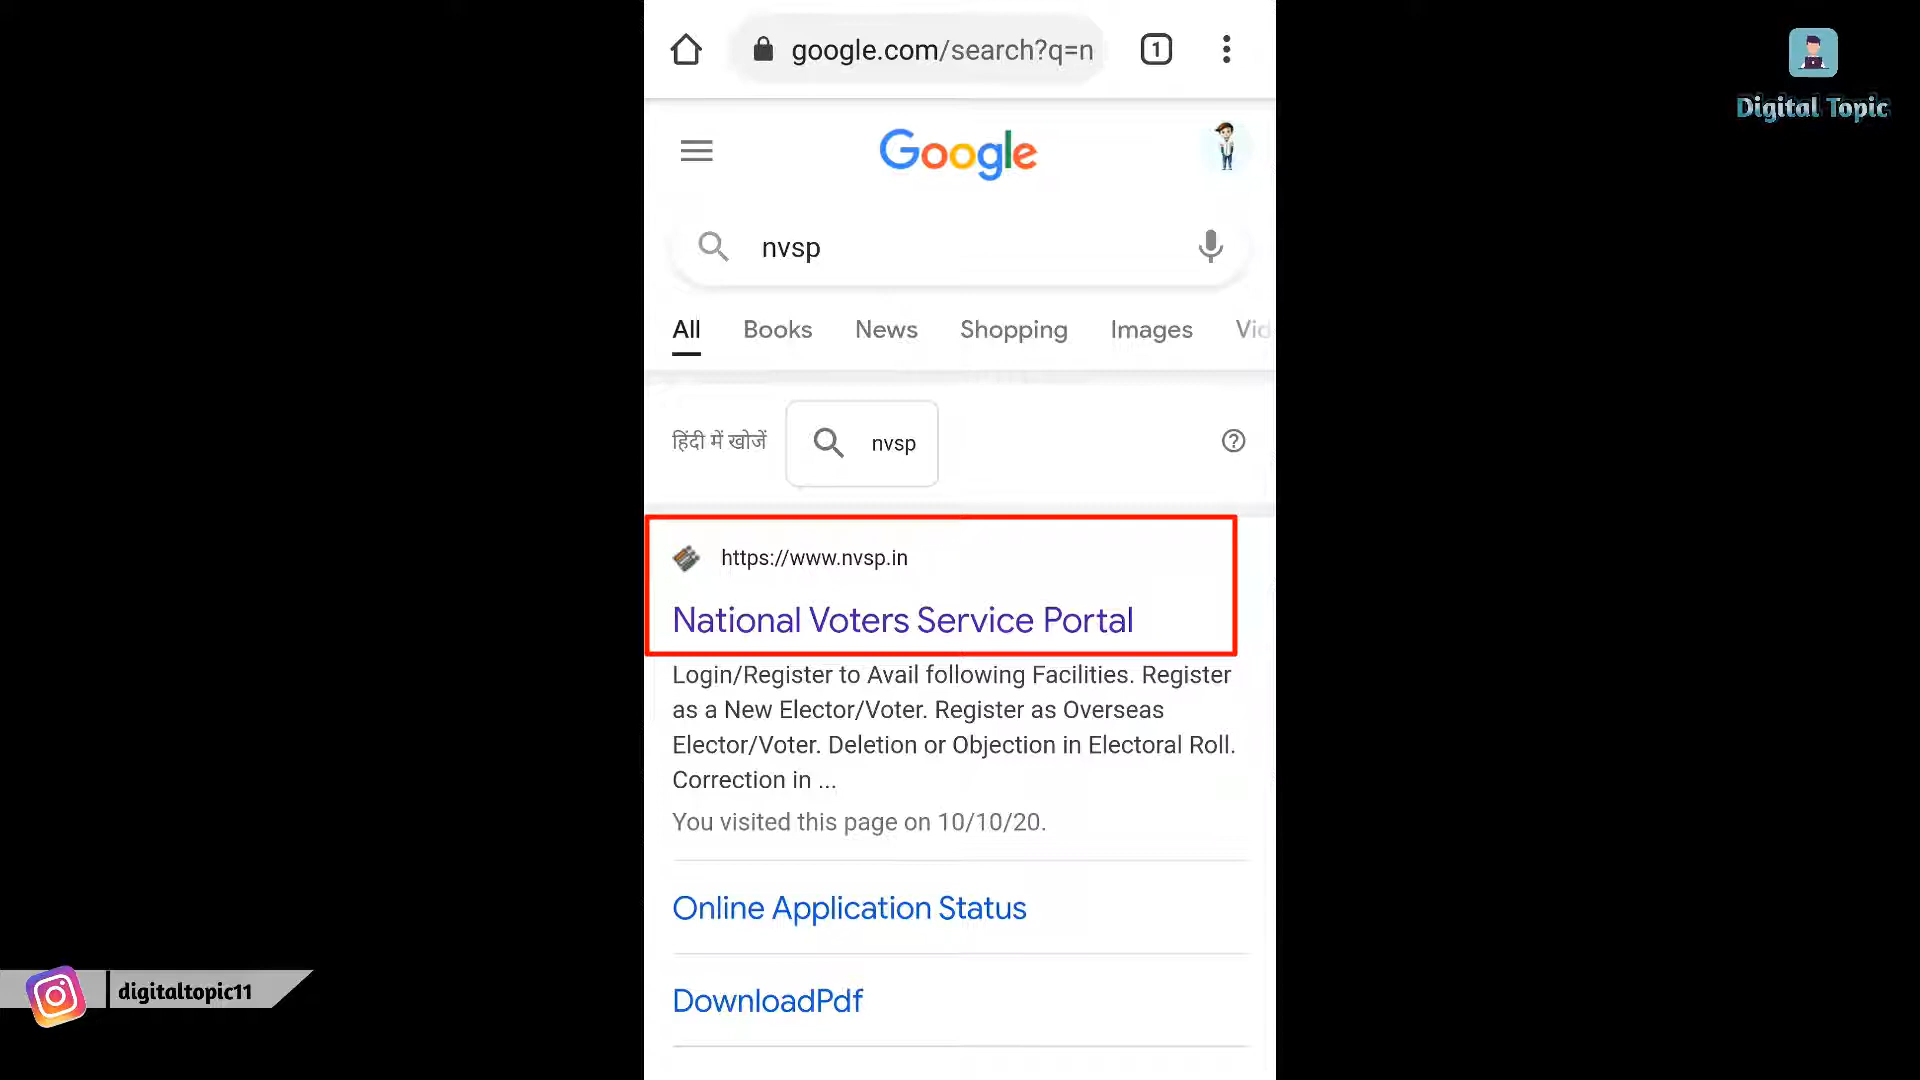 google.com/search?q=n
1
Digital Topic
Google
nvsp
All Books News Shopping Images Vid
हिंदी में खोजें nvsp
https://www.nvsp.in
National Voters Service Portal
Login/Register to Avail following Facilities. Register
as a New Elector/Voter. Register as Overseas
Elector/Voter. Deletion or Objection in Electoral Roll.
Correction in ...
You visited this page on 10/10/20.
Online Application Status
DownloadPdf
digitaltopic11